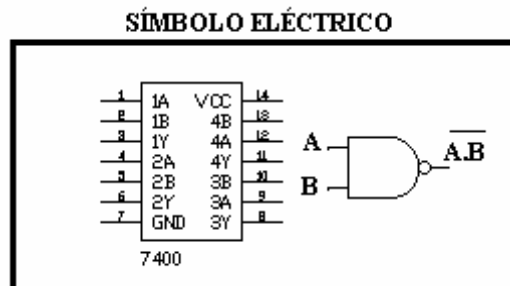 SÍMBOLO ELÉCTRICO
1 1A VCC 14
2 1B 4B 13
3 1Y 4A 12
4 2A 4Y 11
5 2B 3B 10
6 2Y 3A 9
7 GND 3Y 8
7400
A
B
A.B